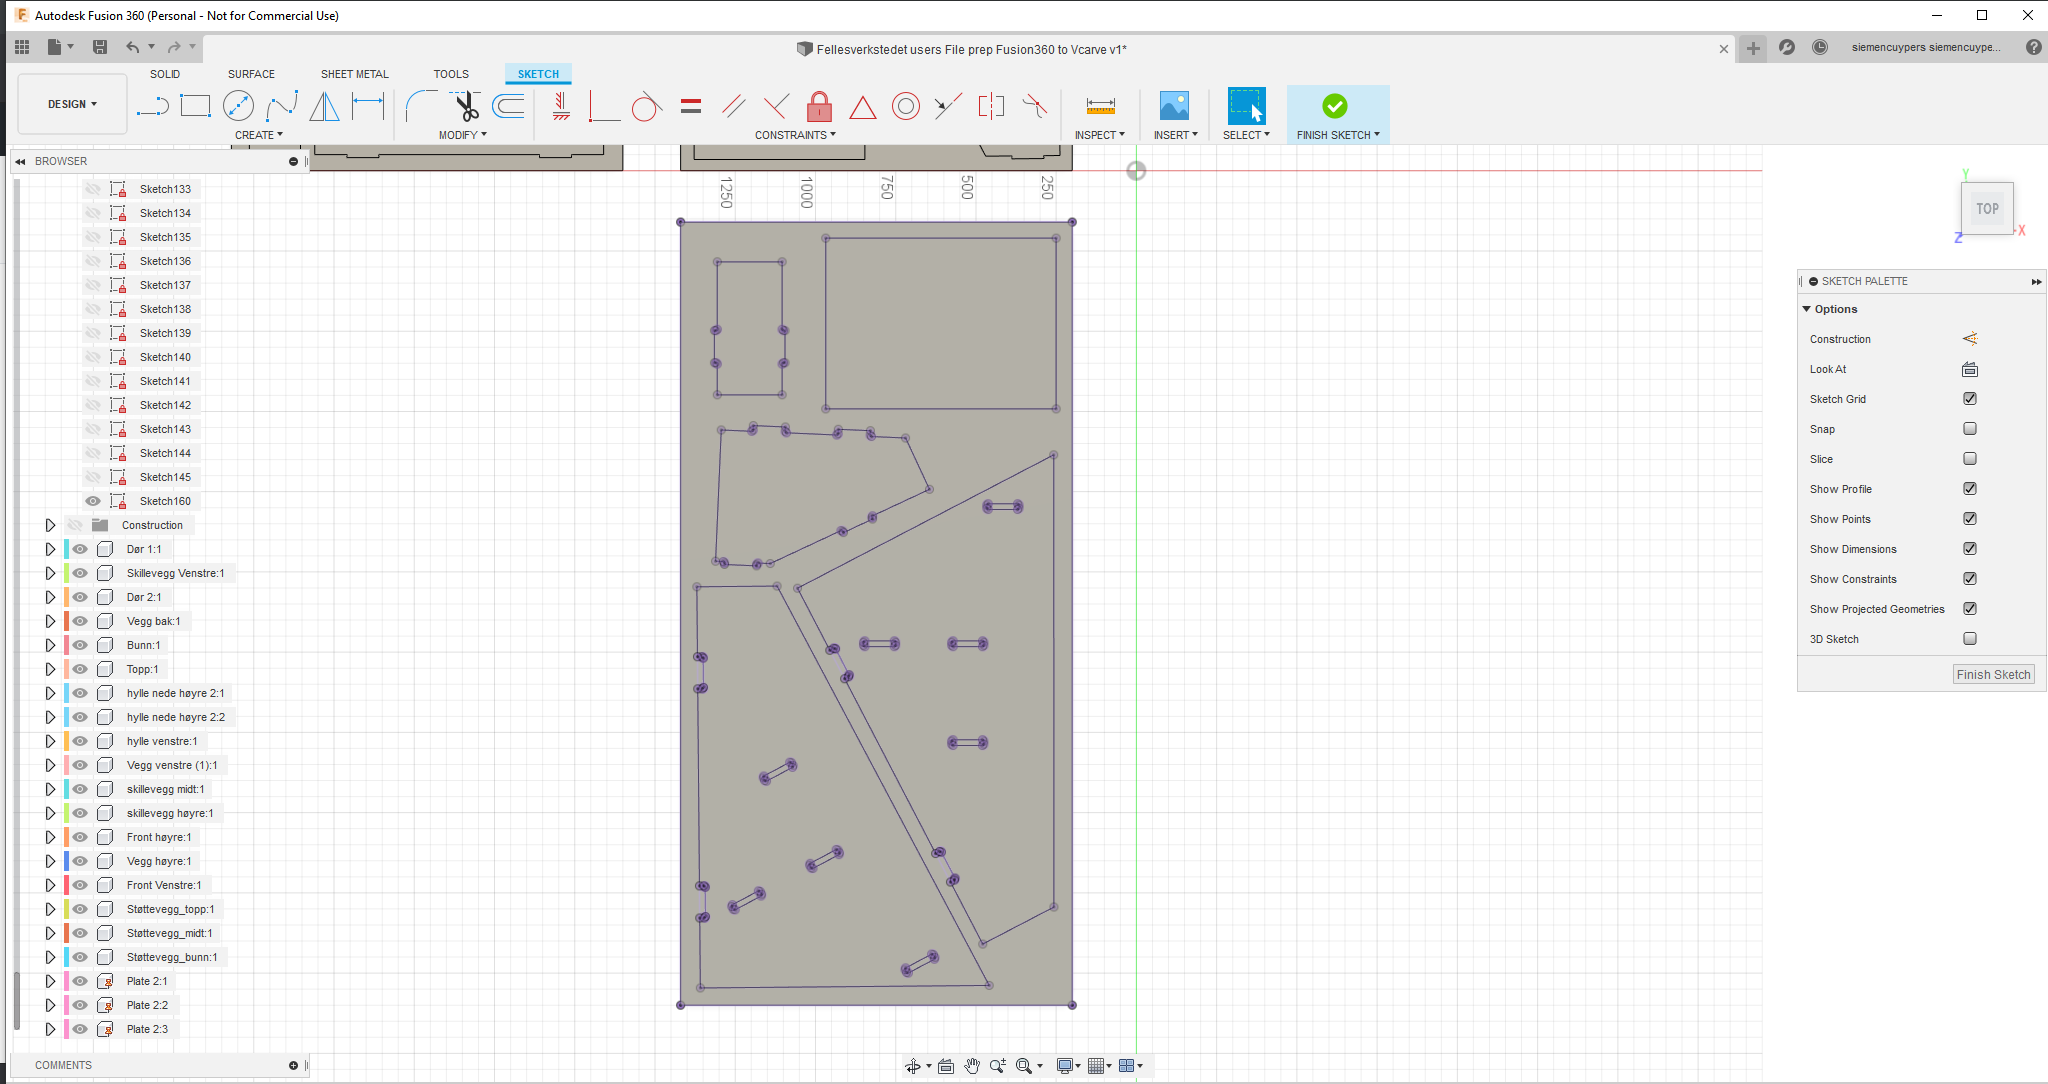 Autodesk Fusion 360 (Personal - Not for Commercial Use)
Fellesverkstedet users File prep Fusion360 to Vcarve v1*
siemencuypers siemencuype...
SOLID
SURFACE
SHEET METAL
TOOLS
SKETCH
DESIGN
CREATE
MODIFY
CONSTRAINTS
INSPECT
INSERT
SELECT
FINISH SKETCH
BROWSER
Sketch133
Sketch134
Sketch135
Sketch136
Sketch137
Sketch138
Sketch139
Sketch140
Sketch141
Sketch142
Sketch143
Sketch144
Sketch145
Sketch160
Construction
Dør 1:1
Skillevegg Venstre:1
Dør 2:1
Vegg bak:1
Bunn:1
Topp:1
hylle nede høyre 2:1
hylle nede høyre 2:2
hylle venstre:1
Vegg venstre (1):1
skillevegg midt:1
skillevegg høyre:1
Front høyre:1
Vegg høyre:1
Front Venstre:1
Støttevegg_topp:1
Støttevegg_midt:1
Støttevegg_bunn:1
Plate 2:1
Plate 2:2
Plate 2:3
COMMENTS
1250
1000
750
500
250
Y
TOP
X
Z
SKETCH PALETTE
Options
Construction
Look At
Sketch Grid
Snap
Slice
Show Profile
Show Points
Show Dimensions
Show Constraints
Show Projected Geometries
3D Sketch
Finish Sketch